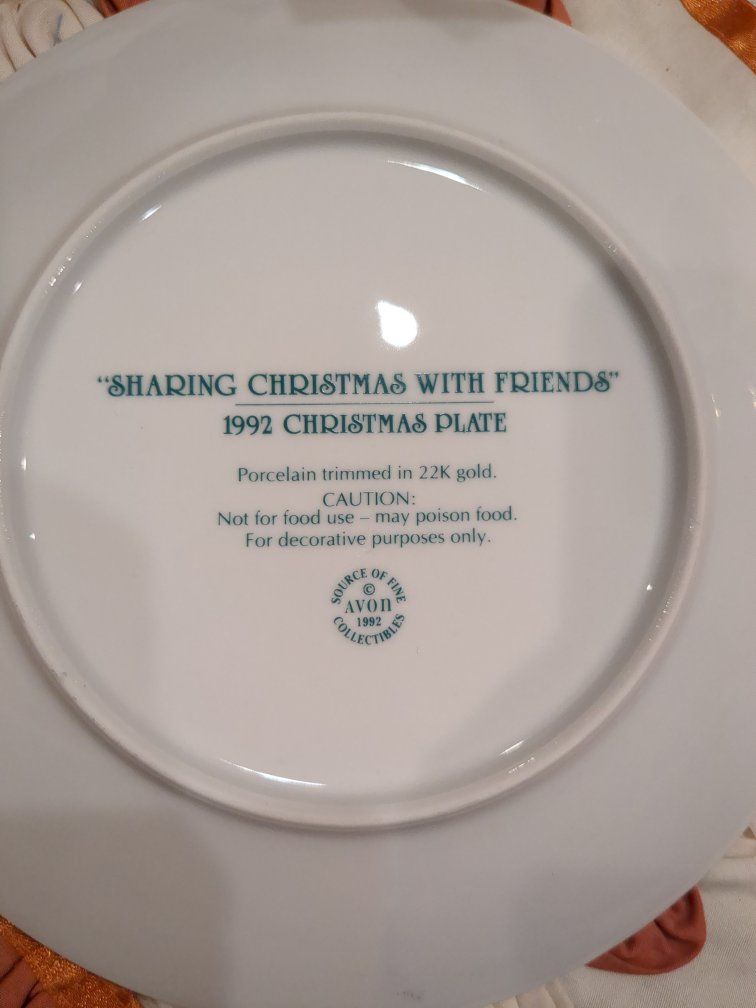 “SHARING CHRISTMAS WITH FRIENDS”
1992 CHRISTMAS PLATE
Porcelain trimmed in 22K gold.
CAUTION:
Not for food use – may poison food.
For decorative purposes only.
SOURCE OF FINE
©
AVON
1992
COLLECTIBLES